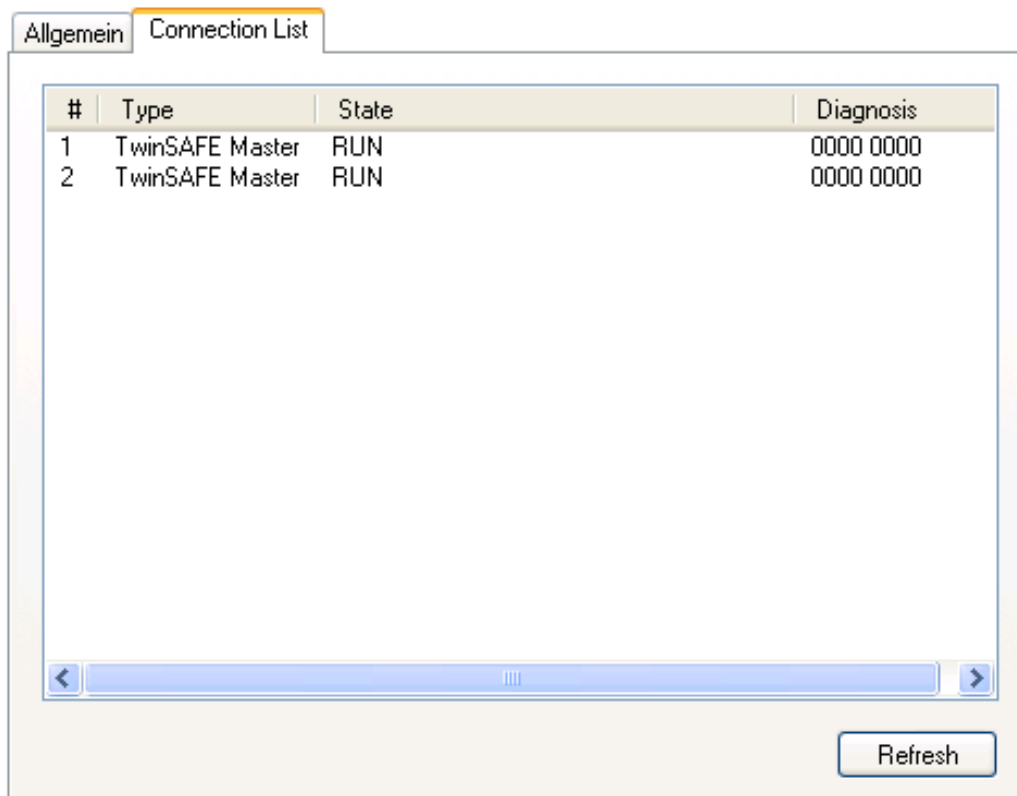 Allgemein Connection List
# Type State Diagnosis
1 TwinSAFE Master RUN 0000 0000
2 TwinSAFE Master RUN 0000 0000
Refresh